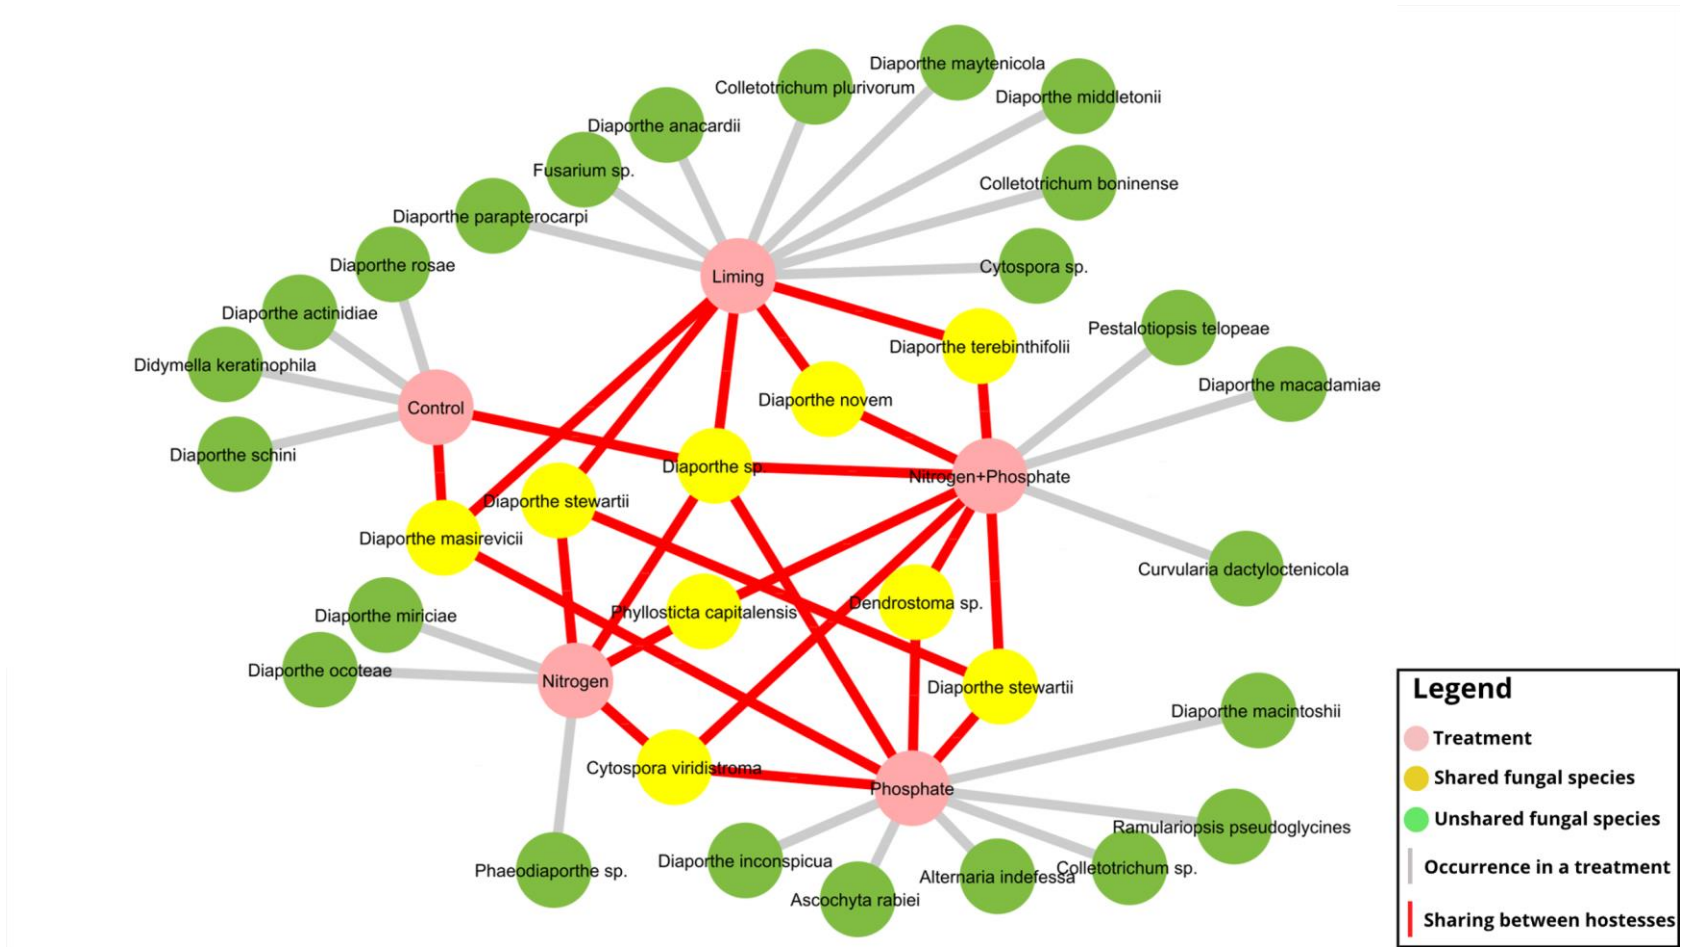 Diaporthe maytenicola
Colletotrichum plurivorum
Diaporthe middletonii
Diaporthe anacardii
Fusarium sp.
Colletotrichum boninense
Diaporthe parapterocarpi
Diaporthe rosae
Liming
Cytospora sp.
Diaporthe actinidiae
Pestalotiopsis telopeae
Diaporthe terebinthifolii
Didymella keratinophila
Diaporthe macadamiae
Diaporthe novem
Control
Diaporthe schini
Diaporthe sp.
Nitrogen+Phosphate
Diaporthe stewartii
Diaporthe masirevicii
Curvularia dactyloctenicola
Dendrostoma sp.
Phyllosticta capitalensis
Diaporthe miriciae
Diaporthe ocoteae
Nitrogen
Diaporthe stewartii
Diaporthe macintoshii
Cytospora viridistroma
Phosphate
Ramulariopsis pseudoglycines
Diaporthe inconspicua
Colletotrichum sp.
Phaeodiaporthe sp.
Alternaria indefessa
Ascochyta rabiei
Legend
Treatment
Shared fungal species
Unshared fungal species
Occurrence in a treatment
Sharing between hostesses